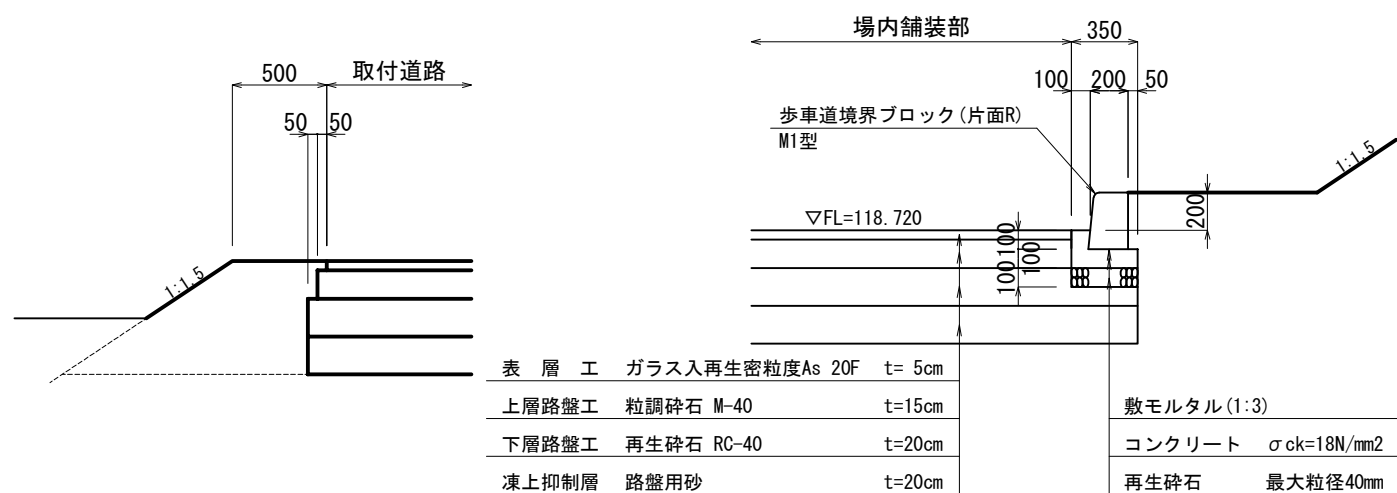 場内舗装部
350
500
取付道路
100 200 50
50 50
歩車道境界ブロック(片面R)
M1型
1:1.5
▽FL=118.720
200
100
100
100
1:1.5
表 層 工 ガラス入再生密粒度As 20F t= 5cm
上層路盤工 粒調砕石 M-40 t=15cm
下層路盤工 再生砕石 RC-40 t=20cm
凍上抑制層 路盤用砂 t=20cm
敷モルタル(1:3)
コンクリート σck=18N/mm2
再生砕石 最大粒径40mm